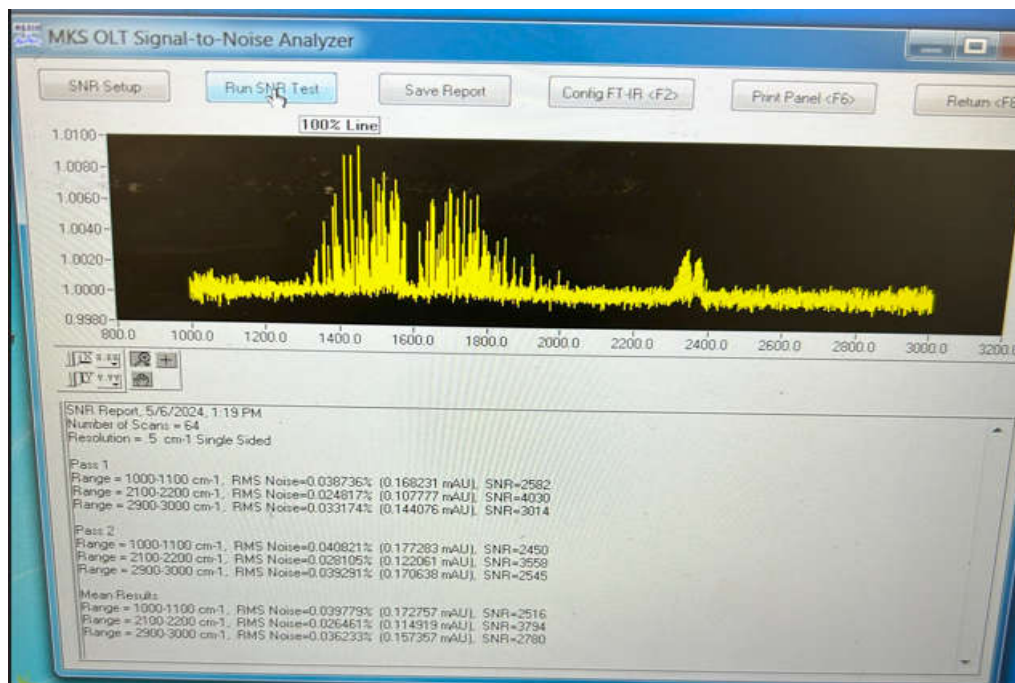 MKS OLT Signal-to-Noise Analyzer
SNR Setup
Run SNR Test
Save Report
Config FT-IR <F2>
Print Panel <F6>
Return <F8
100% Line
1.0100
1.0080
1.0060
1.0040
1.0020
1.0000
0.9980
800.0 1000.0 1200.0 1400.0 1600.0 1800.0 2000.0 2200.0 2400.0 2600.0 2800.0 3000.0 3200.0
SNR Report, 5/6/2024, 1:19 PM
Number of Scans = 64
Resolution = .5 cm-1 Single Sided
Pass 1
Range = 1000-1100 cm-1, RMS Noise=0.038736% (0.168231 mAU), SNR=2582
Range = 2100-2200 cm-1, RMS Noise=0.024817% (0.107777 mAU), SNR=4030
Range = 2900-3000 cm-1, RMS Noise=0.033174% (0.144076 mAU), SNR=3014
Pass 2
Range = 1000-1100 cm-1, RMS Noise=0.040821% (0.177283 mAU), SNR=2450
Range = 2100-2200 cm-1, RMS Noise=0.028105% (0.122061 mAU), SNR=3558
Range = 2900-3000 cm-1, RMS Noise=0.039291% (0.170638 mAU), SNR=2545
Mean Results
Range = 1000-1100 cm-1, RMS Noise=0.039779% (0.172757 mAU), SNR=2516
Range = 2100-2200 cm-1, RMS Noise=0.026461% (0.114919 mAU), SNR=3794
Range = 2900-3000 cm-1, RMS Noise=0.036233% (0.157357 mAU), SNR=2780